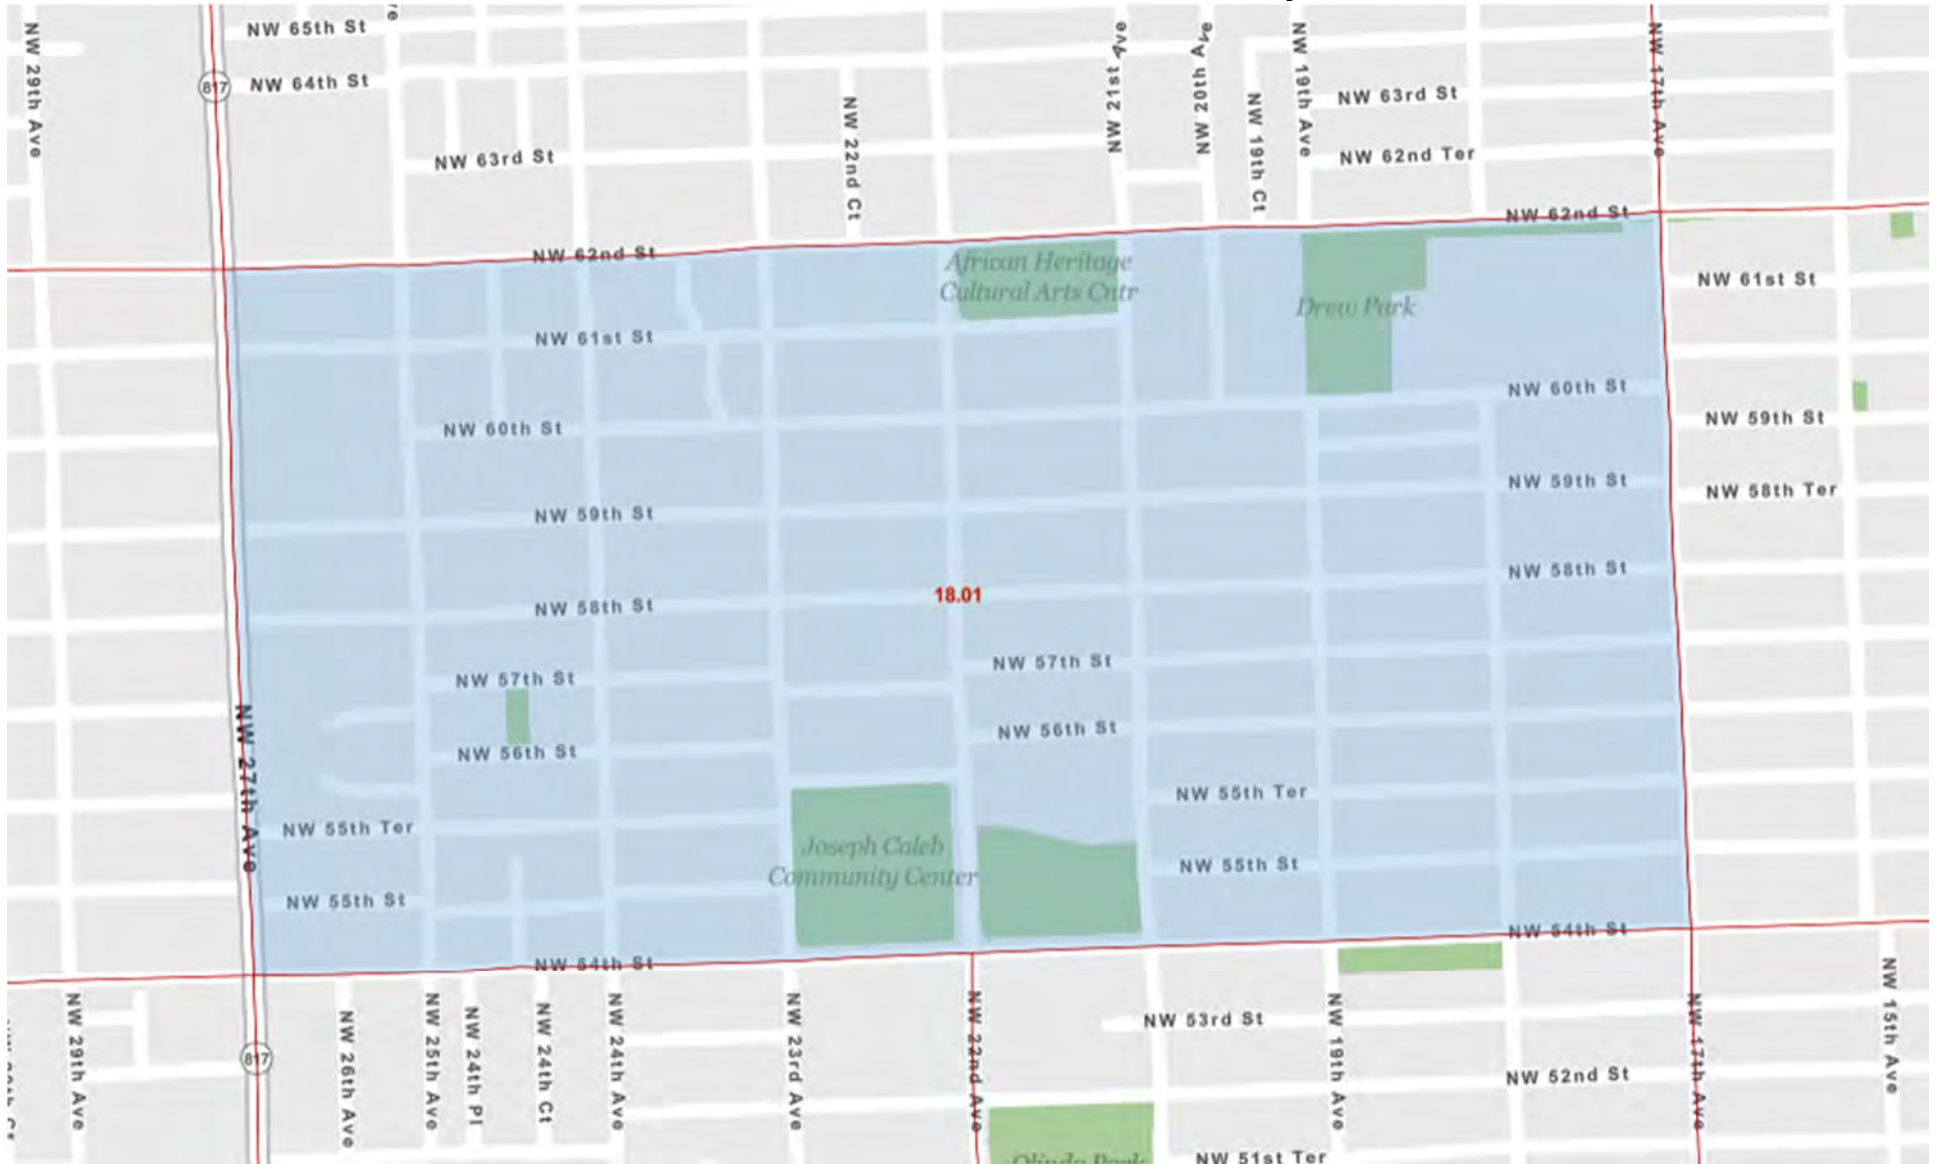 NW 65th St
NW 64th St
NW 29th Ave
817
NW 63rd St
NW 22nd Ct
NW 21st Ave
NW 20th Ave
NW 19th Ct
NW 19th Ave
NW 63rd St
NW 62nd Ter
NW 17th Ave
NW 62nd St
NW 62nd St
African Heritage
Cultural Arts Cntr
Drew Park
NW 61st St
NW 61st St
NW 60th St
NW 60th St
NW 59th St
NW 59th St
NW 59th St
NW 58th Ter
NW 58th St
18.01
NW 58th St
NW 57th St
NW 57th St
NW 56th St
NW 56th St
NW 27th Ave
NW 55th Ter
NW 55th Ter
Joseph Caleb
Community Center
NW 55th St
NW 55th St
NW 54th St
NW 54th St
NW 29th Ave
817
NW 26th Ave
NW 25th Ave
NW 24th Pl
NW 24th Ct
NW 24th Ave
NW 23rd Ave
NW 22nd Ave
NW 53rd St
NW 19th Ave
NW 52nd St
NW 17th Ave
NW 15th Ave
Olinda Park
NW 51st Ter